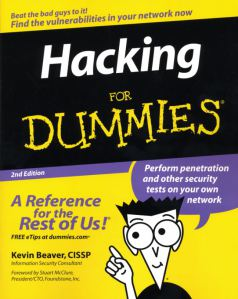 Beat the bad guys to it!
Find the vulnerabilities in your network now
Hacking
FOR
DUMMIES®
2nd Edition
Perform penetration
and other security
tests on your own
network
A Reference
for the
Rest of Us!®
FREE eTips at dummies.com®
Kevin Beaver, CISSP
Information Security Consultant
Foreword by Stuart McClure,
President/CTO, Foundstone, Inc.